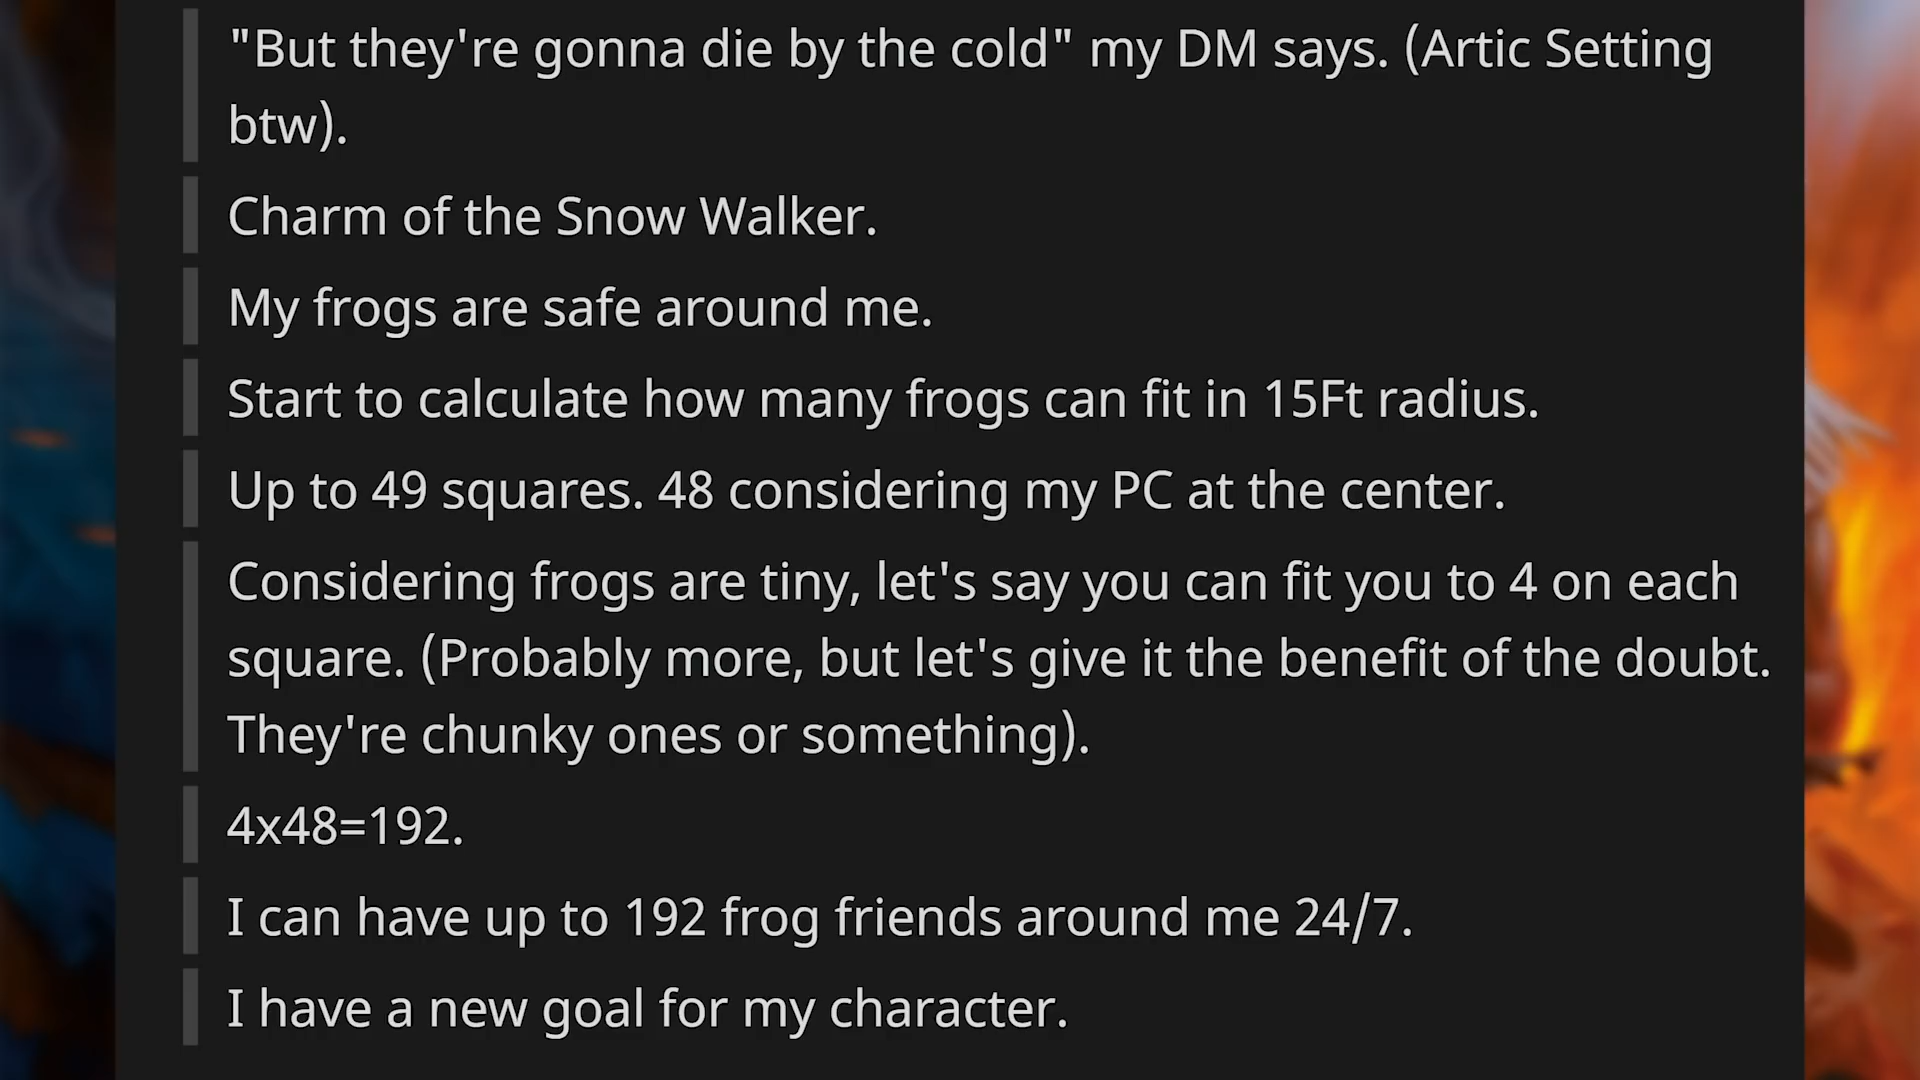 "But they're gonna die by the cold" my DM says. (Artic Setting
btw).
Charm of the Snow Walker.
My frogs are safe around me.
Start to calculate how many frogs can fit in 15Ft radius.
Up to 49 squares. 48 considering my PC at the center.
Considering frogs are tiny, let's say you can fit you to 4 on each
square. (Probably more, but let's give it the benefit of the doubt.
They're chunky ones or something).
4x48=192.
I can have up to 192 frog friends around me 24/7.
I have a new goal for my character.